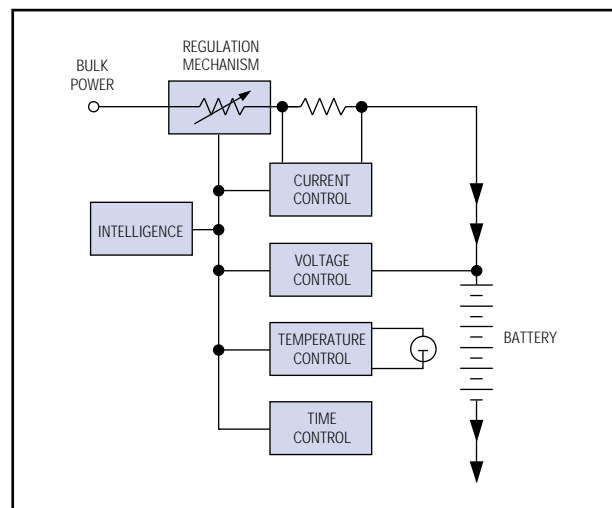 REGULATION
MECHANISM
BULK
POWER
CURRENT
CONTROL
INTELLIGENCE
VOLTAGE
CONTROL
TEMPERATURE
CONTROL
T
BATTERY
TIME
CONTROL